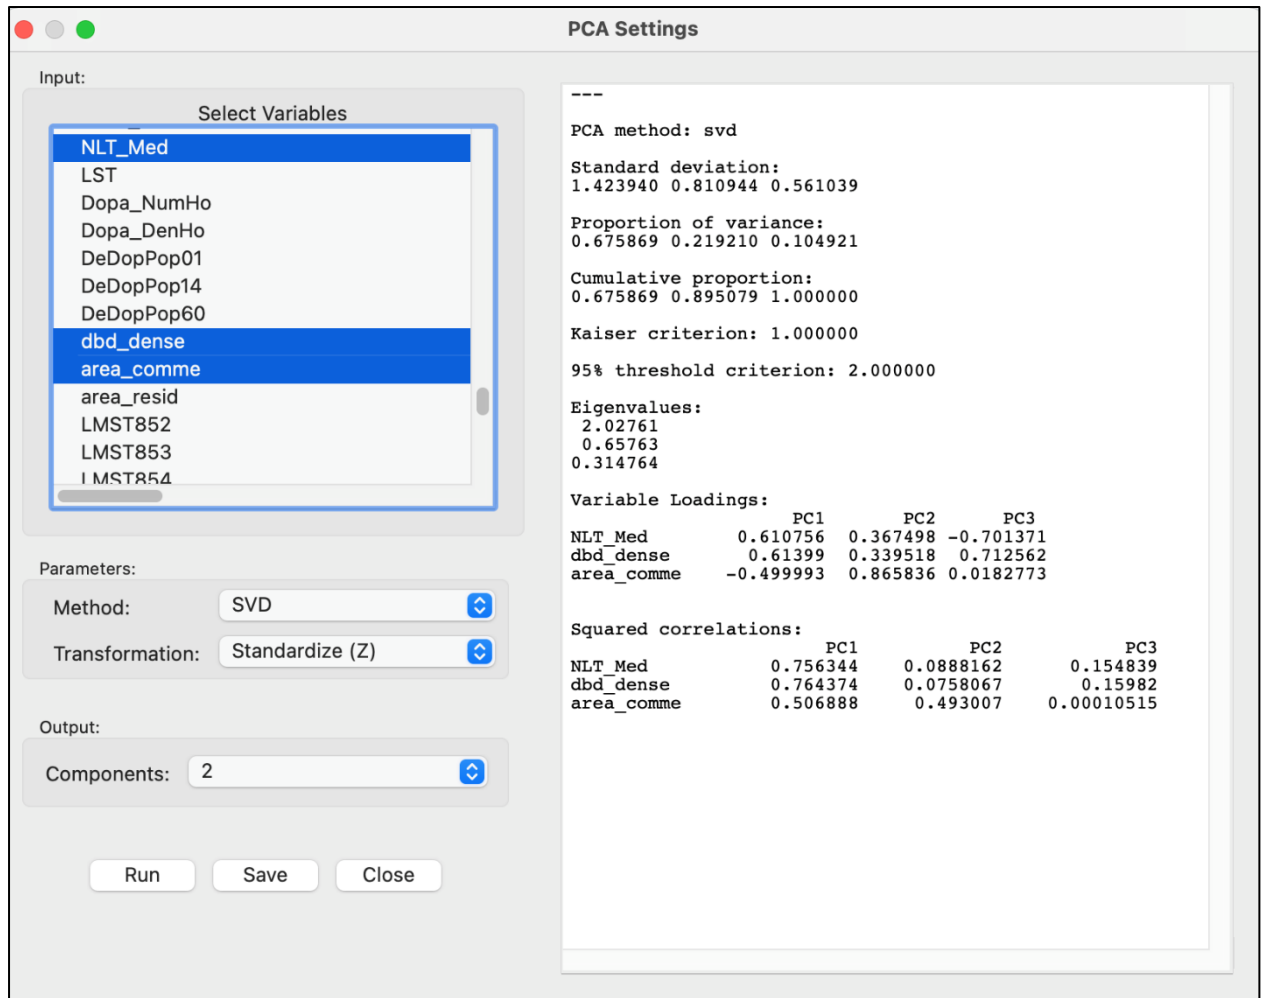 PCA Settings
Input:
Select Variables
NLT_Med
LST
Dopa_NumHo
Dopa_DenHo
DeDopPop01
DeDopPop14
DeDopPop60
dbd_dense
area_comme
area_resid
LMST852
LMST853
LMST854
Parameters:
Method: SVD
Transformation: Standardize (Z)
Output:
Components: 2
Run Save Close
---
PCA method: svd
Standard deviation:
1.423940 0.810944 0.561039
Proportion of variance:
0.675869 0.219210 0.104921
Cumulative proportion:
0.675869 0.895079 1.000000
Kaiser criterion: 1.000000
95% threshold criterion: 2.000000
Eigenvalues:
2.02761
0.65763
0.314764
Variable Loadings:
PC1 PC2 PC3
NLT_Med 0.610756 0.367498 -0.701371
dbd_dense 0.61399 0.339518 0.712562
area_comme -0.499993 0.865836 0.0182773
Squared correlations:
PC1 PC2 PC3
NLT_Med 0.756344 0.0888162 0.154839
dbd_dense 0.764374 0.0758067 0.15982
area_comme 0.506888 0.493007 0.00010515